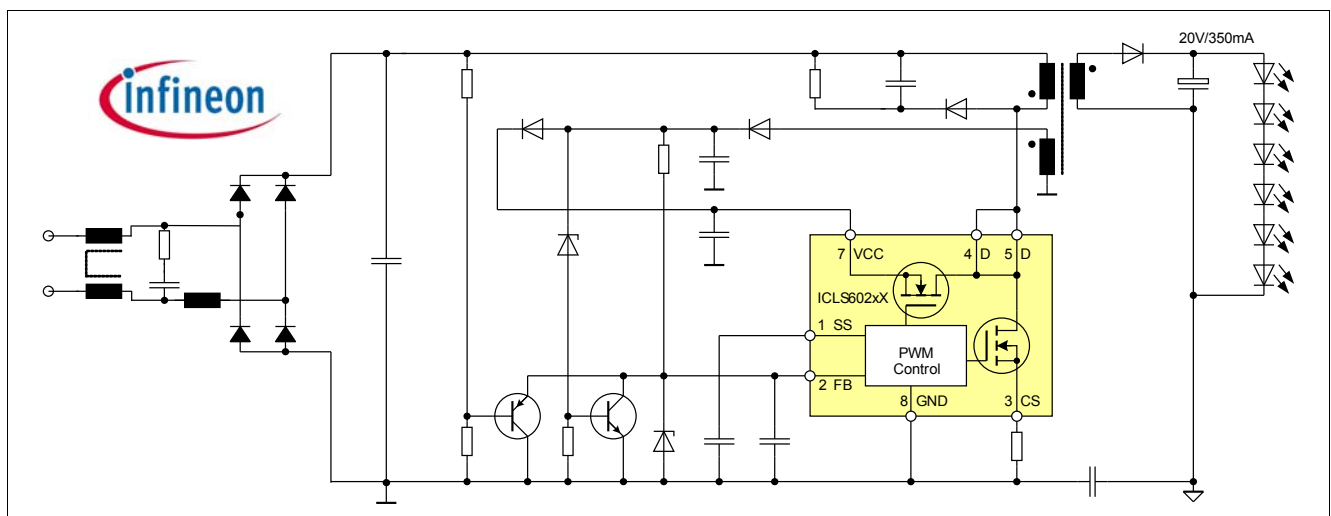 infineon
20V/350mA
7 VCC
4 D
5 D
ICLS602xX
1 SS
PWM
Control
2 FB
8 GND
3 CS